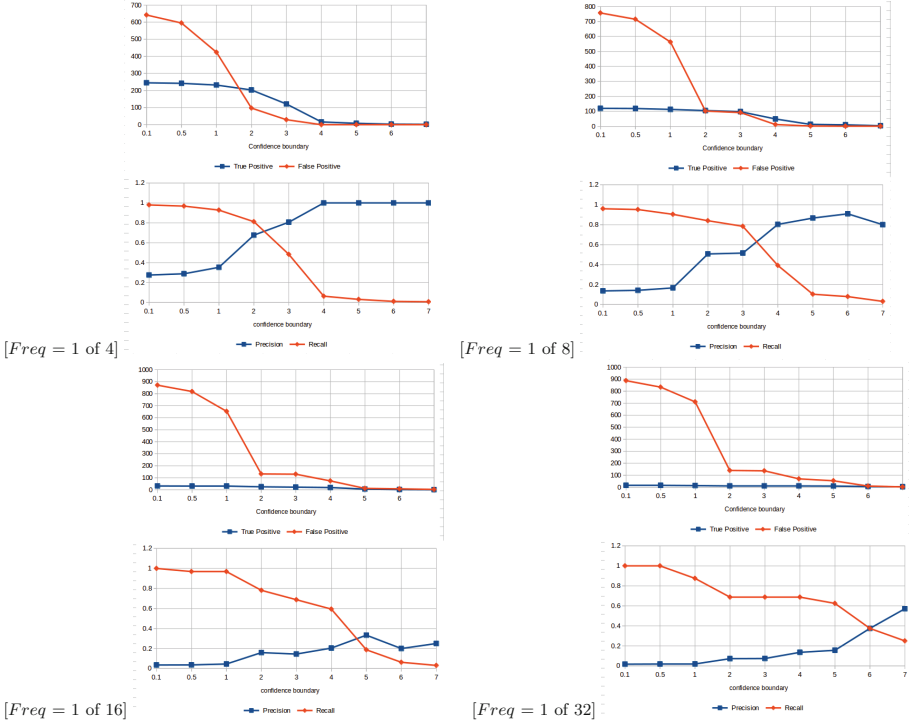 700
600
500
400
300
200
100
0
0.1 0.5 1 2 3 4 5 6 7
Confidence boundary
True Positive False Positive
1.2
1
0.8
0.6
0.4
0.2
0
0.1 0.5 1 2 3 4 5 6 7
confidence boundary
Precision Recall
[Freq = 1 of 4]
800
700
600
500
400
300
200
100
0
0.1 0.5 1 2 3 4 5 6 7
Confidence boundary
True Positive False Positive
1.2
1
0.8
0.6
0.4
0.2
0
0.1 0.5 1 2 3 4 5 6 7
confidence boundary
Precision Recall
[Freq = 1 of 8]
1000
900
800
700
600
500
400
300
200
100
0
0.1 0.5 1 2 3 4 5 6 7
Confidence boundary
True Positive False Positive
1.2
1
0.8
0.6
0.4
0.2
0
0.1 0.5 1 2 3 4 5 6 7
confidence boundary
Precision Recall
[Freq = 1 of 16]
1000
900
800
700
600
500
400
300
200
100
0
0.1 0.5 1 2 3 4 5 6
Confidence boundary
True Positive False Positive
1.2
1
0.8
0.6
0.4
0.2
0
0.1 0.5 1 2 3 4 5 6 7
confidence boundary
Precision Recall
[Freq = 1 of 32]